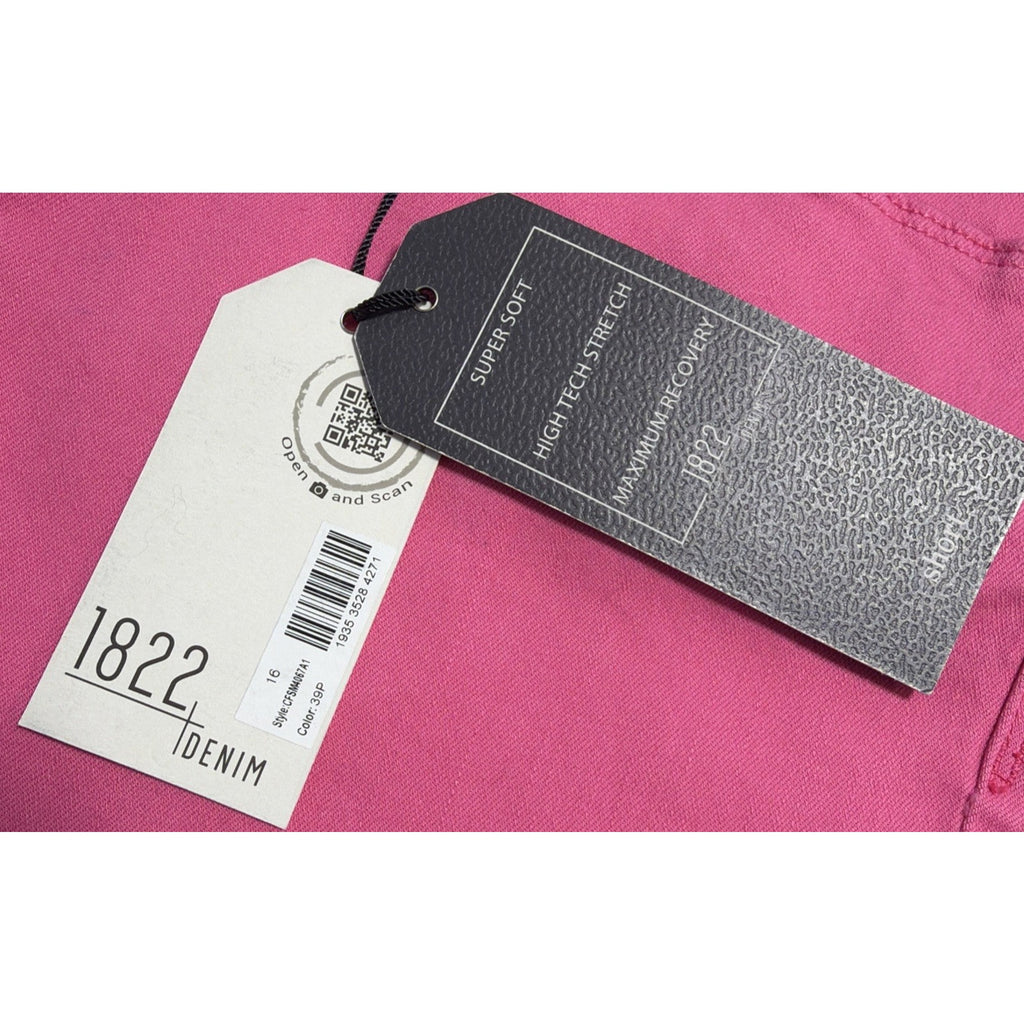 Open and Scan
1935 3528 4271
16
Style:CFSM4067A1
Color: 39P
1822
DENIM
SUPER SOFT
HIGH TECH STRETCH
MAXIMUM RECOVERY
1822
DENIM
short